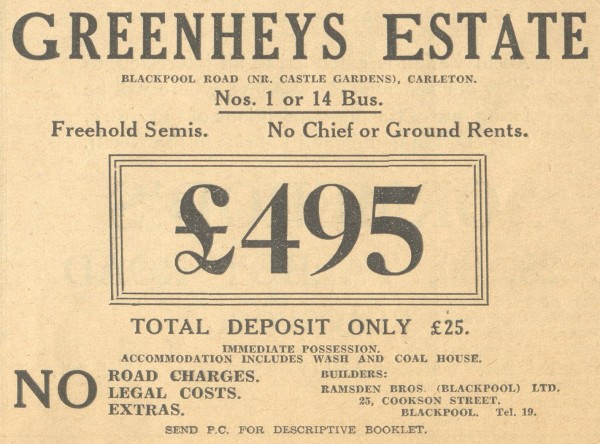 GREENHEYS ESTATE
BLACKPOOL ROAD (NR. CASTLE GARDENS), CARLETON.
Nos. 1 or 14 Bus.
Freehold Semis. No Chief or Ground Rents.
£495
TOTAL DEPOSIT ONLY £25.
IMMEDIATE POSSESSION.
ACCOMMODATION INCLUDES WASH AND COAL HOUSE.
NO ROAD CHARGES.
LEGAL COSTS.
EXTRAS.
BUILDERS:
RAMSDEN BROS. (BLACKPOOL) LTD.
25, COOKSON STREET,
BLACKPOOL. Tel. 19.
SEND P.C. FOR DESCRIPTIVE BOOKLET.